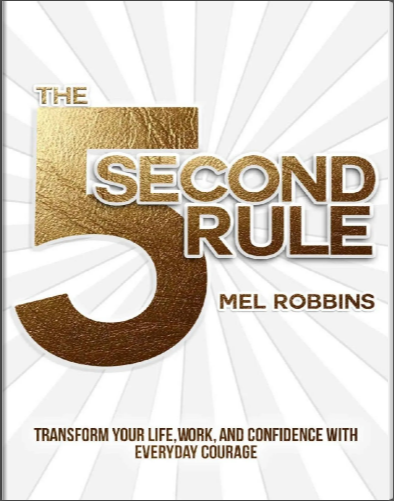 THE
5 SECOND
RULE
MEL ROBBINS
TRANSFORM YOUR LIFE,WORK, AND CONFIDENCE WITH
EVERYDAY COURAGE